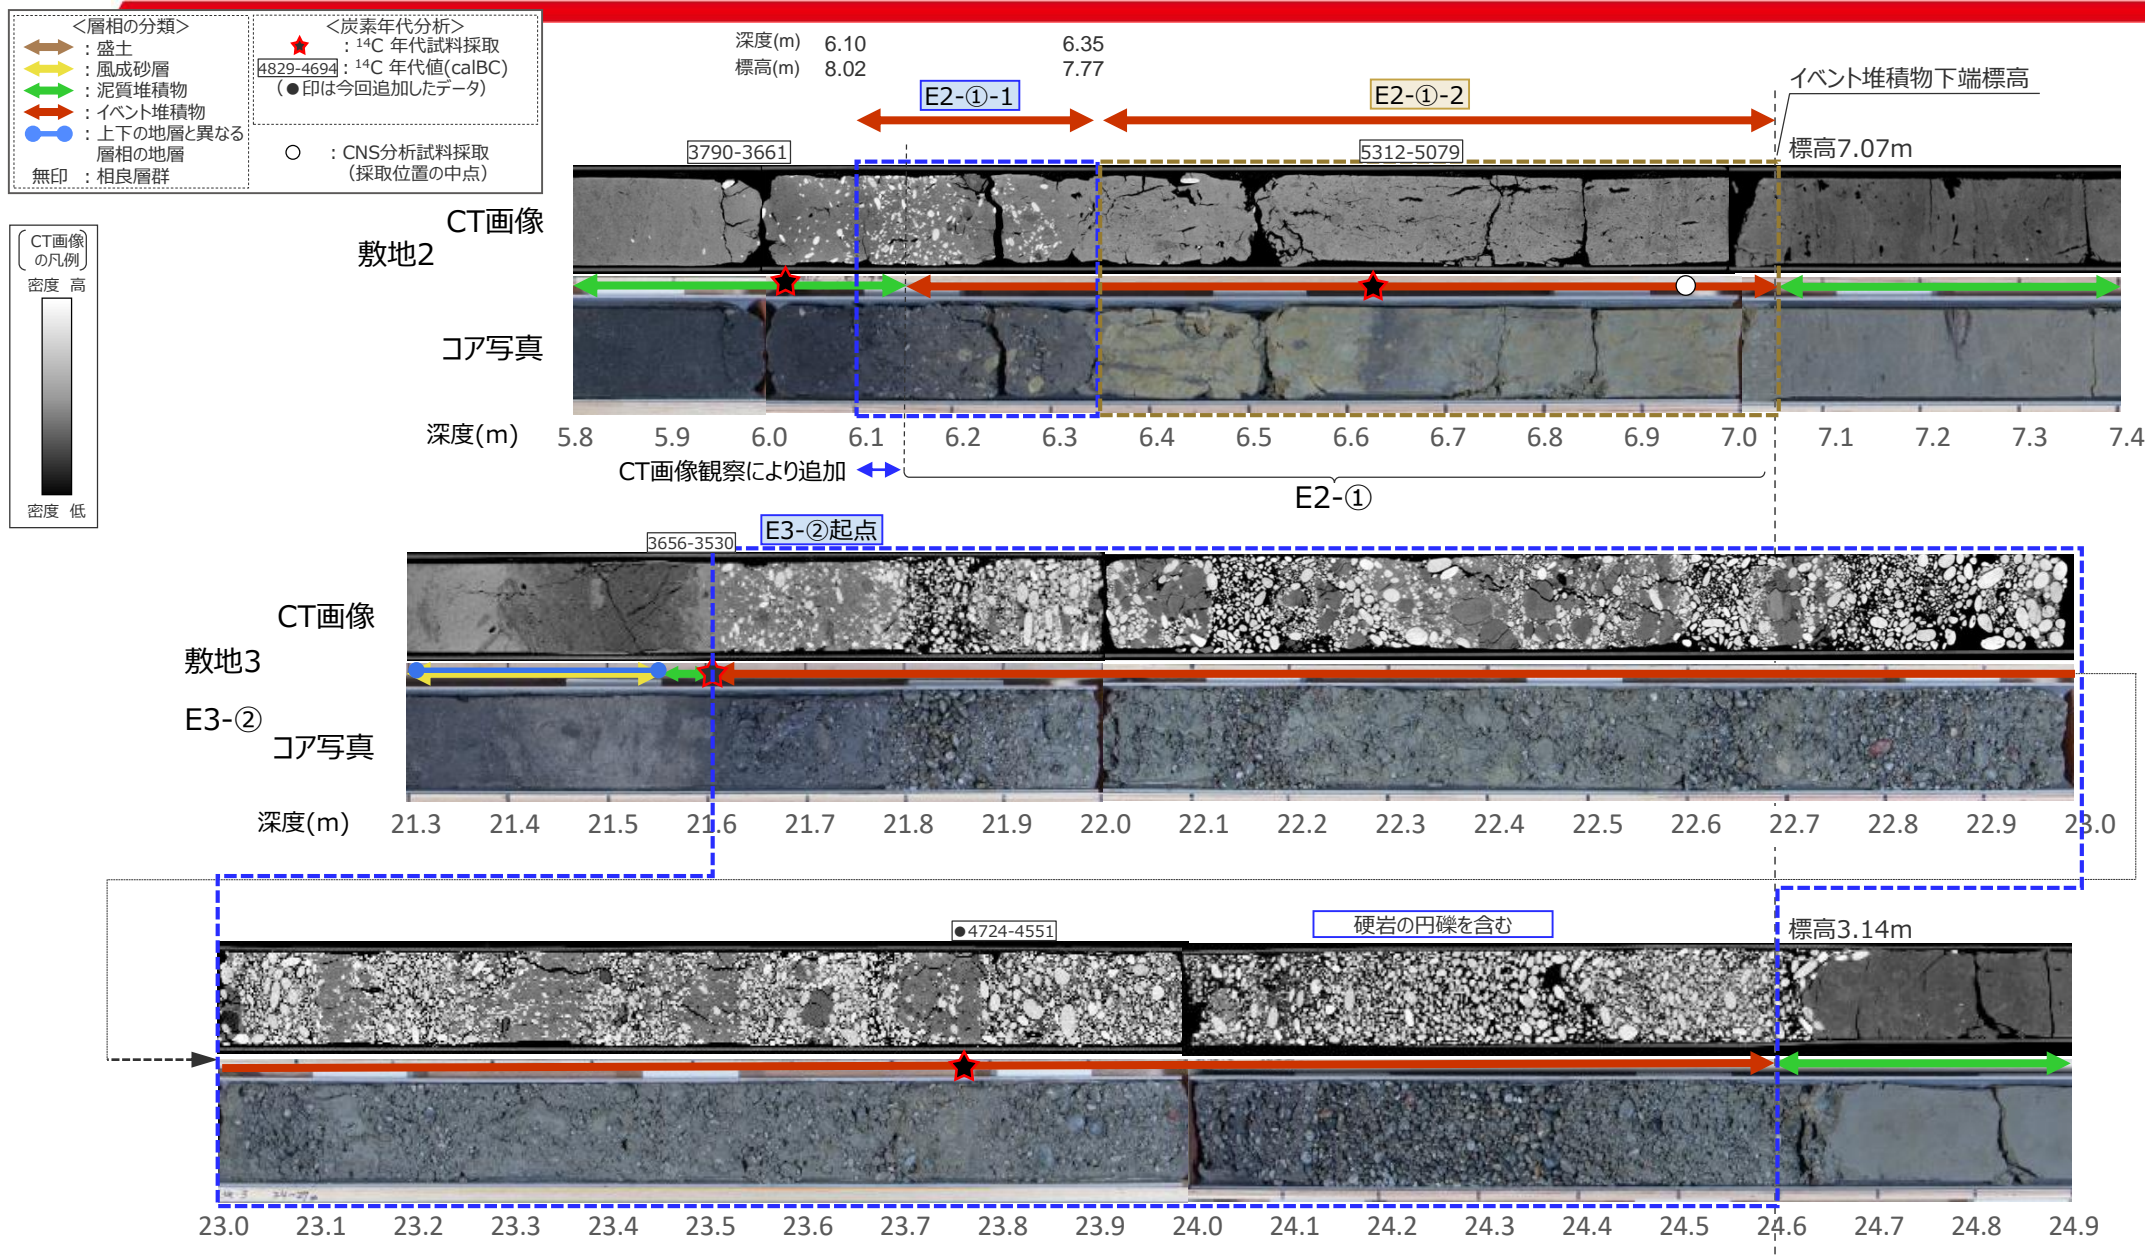 <層相の分類>
: 盛土
: 風成砂層
: 泥質堆積物
: イベント堆積物
: 上下の地層と異なる
層相の地層
無印 : 相良層群
<炭素年代分析>
: ¹⁴C 年代試料採取
4829-4694 : ¹⁴C 年代値(calBC)
(●印は今回追加したデータ)
: CNS分析試料採取
(採取位置の中点)
CT画像
の凡例
密度 高
密度 低
深度(m) 6.10 6.35
標高(m) 8.02 7.77
E2-①-1
E2-①-2
イベント堆積物下端標高
3790-3661
5312-5079
標高7.07m
CT画像
敷地2
コア写真
深度(m) 5.8 5.9 6.0 6.1 6.2 6.3 6.4 6.5 6.6 6.7 6.8 6.9 7.0 7.1 7.2 7.3 7.4
CT画像観察により追加
E2-①
3656-3530
E3-②起点
CT画像
敷地3
E3-②
コア写真
深度(m) 21.3 21.4 21.5 21.6 21.7 21.8 21.9 22.0 22.1 22.2 22.3 22.4 22.5 22.6 22.7 22.8 22.9 23.0
●4724-4551
硬岩の円礫を含む
標高3.14m
23.0 23.1 23.2 23.3 23.4 23.5 23.6 23.7 23.8 23.9 24.0 24.1 24.2 24.3 24.4 24.5 24.6 24.7 24.8 24.9